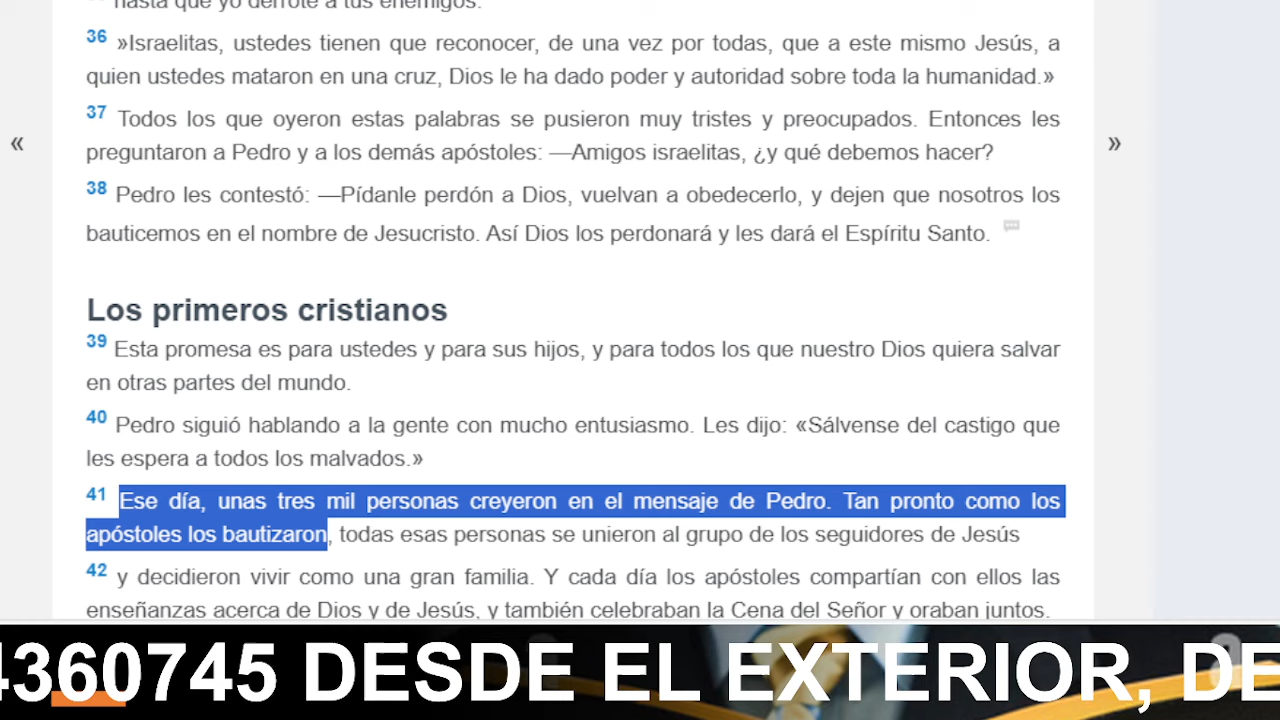 hasta que yo derrote a tus enemigos.
36 »Israelitas, ustedes tienen que reconocer, de una vez por todas, que a este mismo Jesús, a
quien ustedes mataron en una cruz, Dios le ha dado poder y autoridad sobre toda la humanidad.»
37 Todos los que oyeron estas palabras se pusieron muy tristes y preocupados. Entonces les
«
»
preguntaron a Pedro y a los demás apóstoles: —Amigos israelitas, ¿y qué debemos hacer?
38 Pedro les contestó: —Pídanle perdón a Dios, vuelvan a obedecerlo, y dejen que nosotros los
bauticemos en el nombre de Jesucristo. Así Dios los perdonará y les dará el Espíritu Santo.
Los primeros cristianos
39 Esta promesa es para ustedes y para sus hijos, y para todos los que nuestro Dios quiera salvar
en otras partes del mundo.
40 Pedro siguió hablando a la gente con mucho entusiasmo. Les dijo: «Sálvense del castigo que
les espera a todos los malvados.»
41 Ese día, unas tres mil personas creyeron en el mensaje de Pedro. Tan pronto como los
apóstoles los bautizaron, todas esas personas se unieron al grupo de los seguidores de Jesús
42 y decidieron vivir como una gran familia. Y cada día los apóstoles compartían con ellos las
enseñanzas acerca de Dios y de Jesús, y también celebraban la Cena del Señor y oraban juntos.
4360745 DESDE EL EXTERIOR, DE